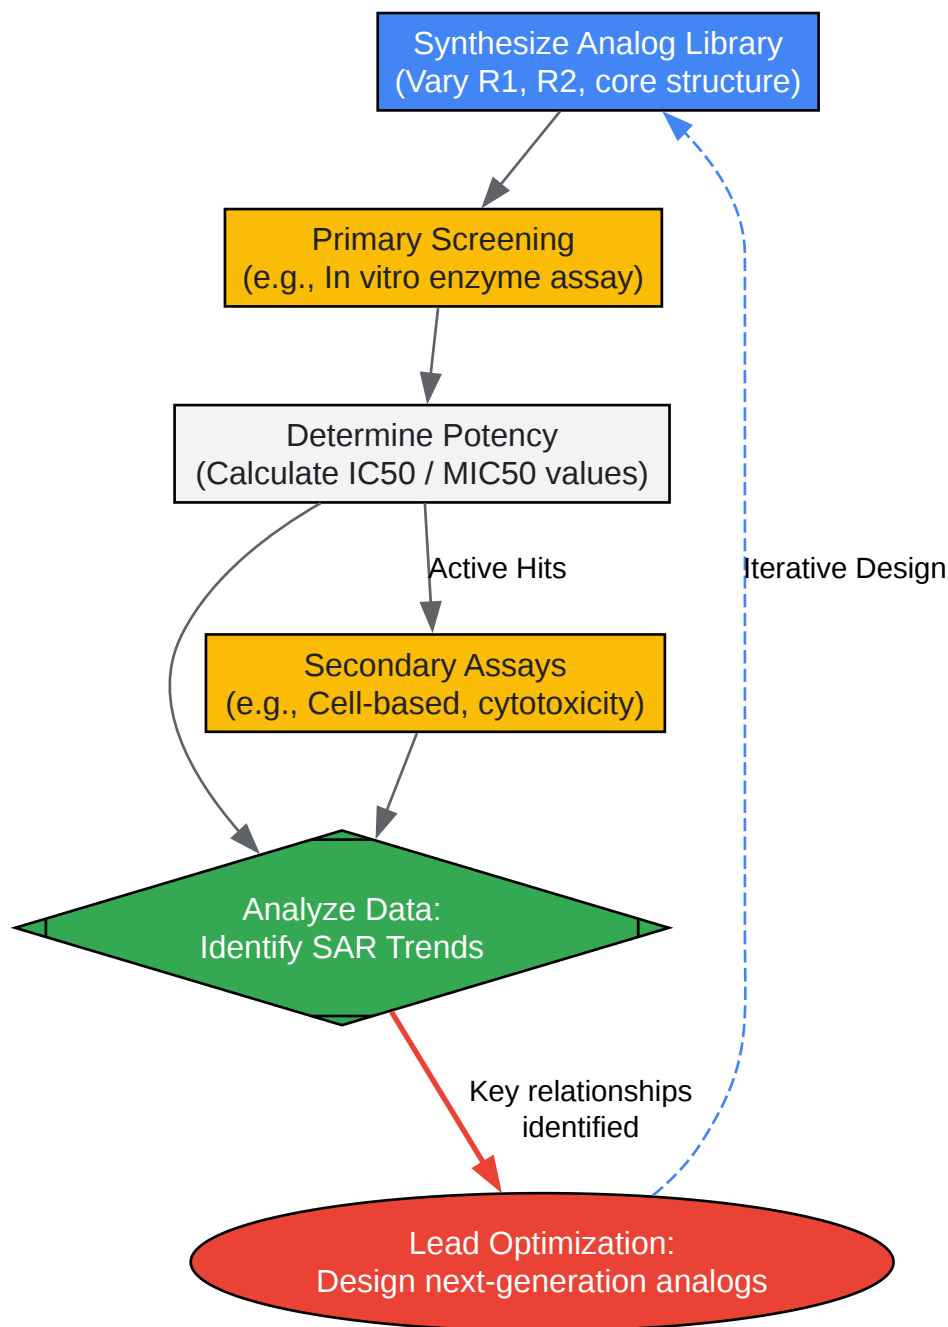 Synthesize Analog Library
(Vary R1, R2, core structure)
Primary Screening
(e.g., In vitro enzyme assay)
Determine Potency
(Calculate IC50 / MIC50 values)
Active Hits
Iterative Design
Secondary Assays
(e.g., Cell-based, cytotoxicity)
Analyze Data:
Identify SAR Trends
Key relationships
identified
Lead Optimization:
Design next-generation analogs